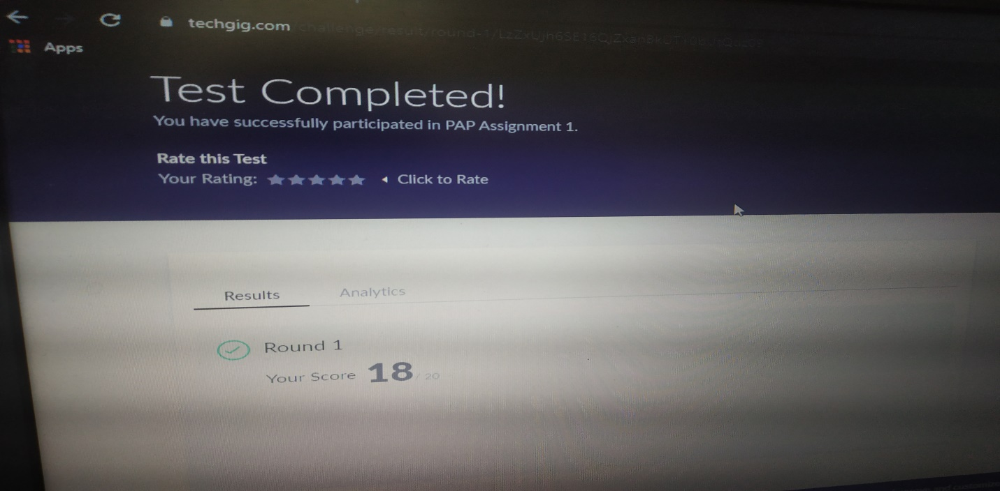 techgig.com/challenge/result/round-1/
Apps
Test Completed!
You have successfully participated in PAP Assignment 1.
Rate this Test
Your Rating: Click to Rate
Results Analytics
Round 1
Your Score 18 / 20